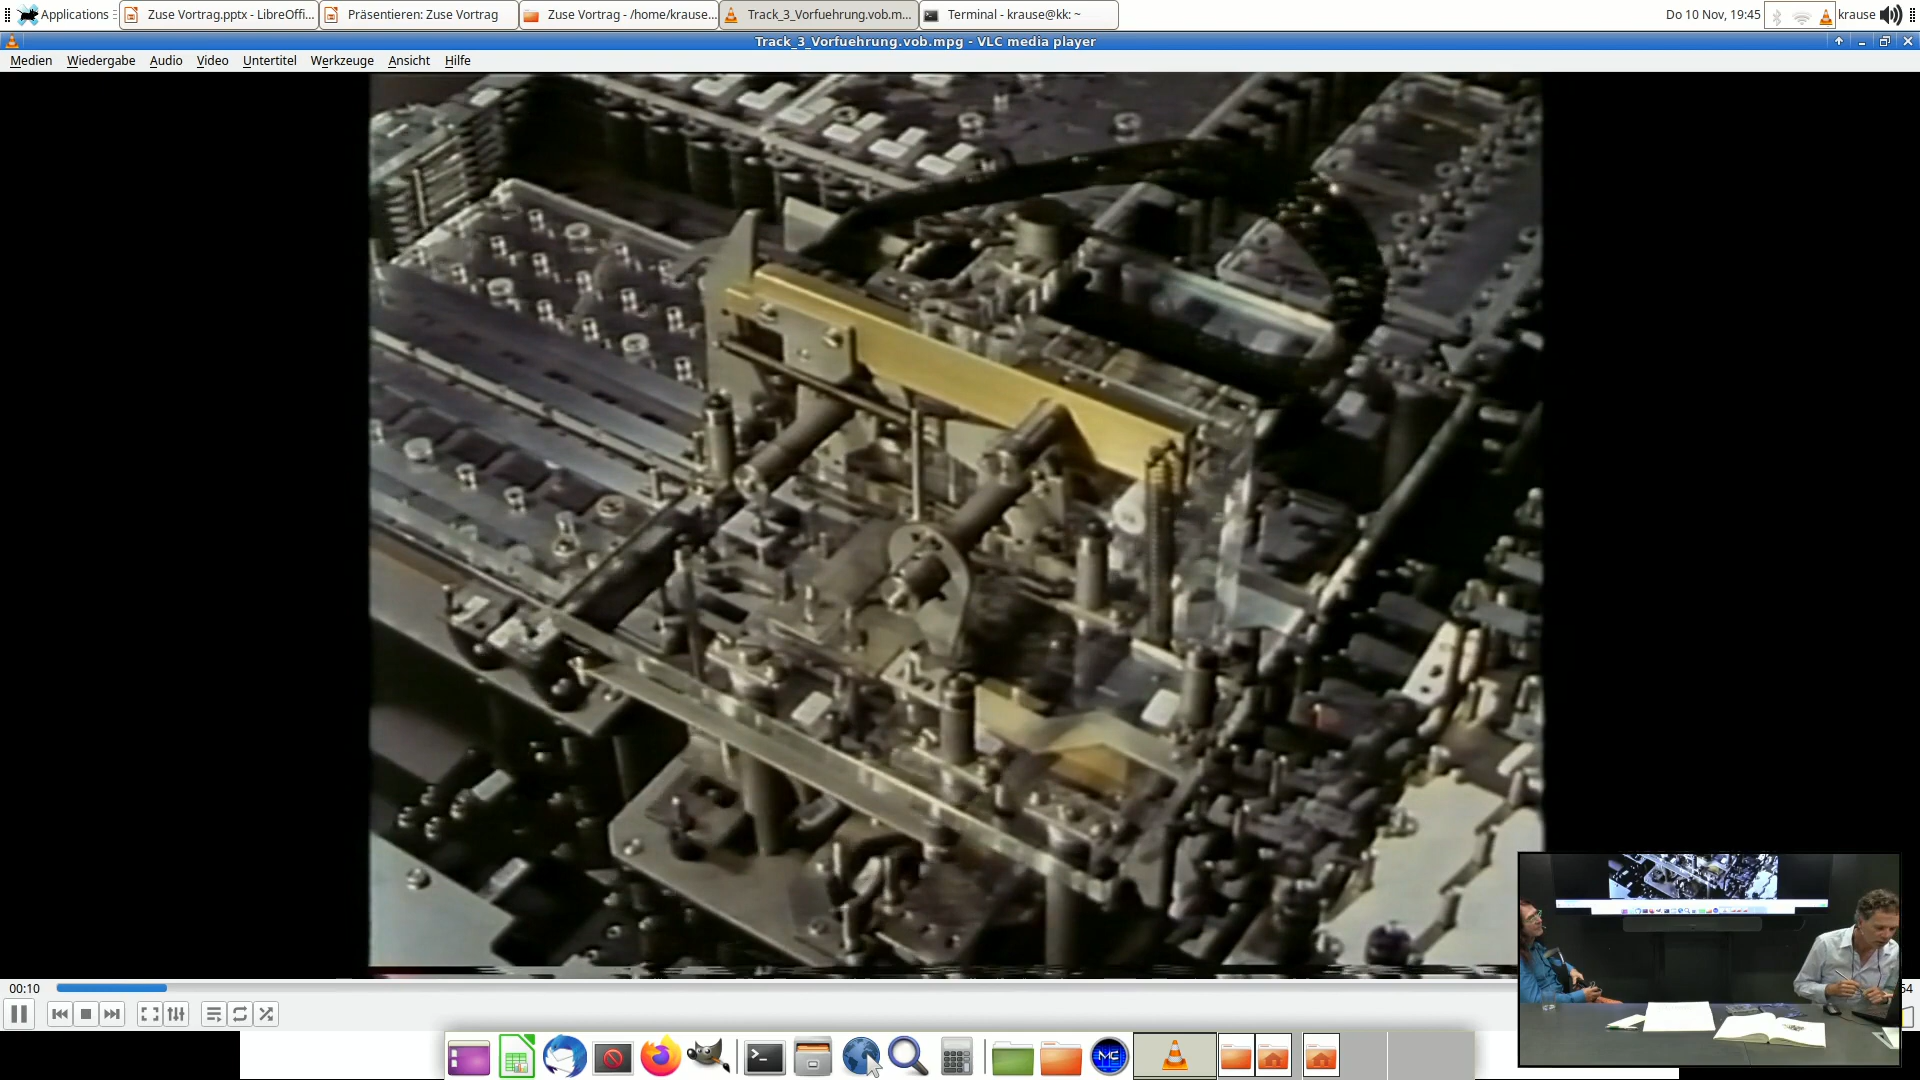 Applications
Zuse Vortrag.pptx - LibreOffi...
Präsentieren: Zuse Vortrag
Zuse Vortrag - /home/krause...
Track_3_Vorfuehrung.vob.m...
Terminal - krause@kk: ~
Do 10 Nov, 19:45
krause
Track_3_Vorfuehrung.vob.mpg - VLC media player
Medien
Wiedergabe
Audio
Video
Untertitel
Werkzeuge
Ansicht
Hilfe
00:10
54
MC